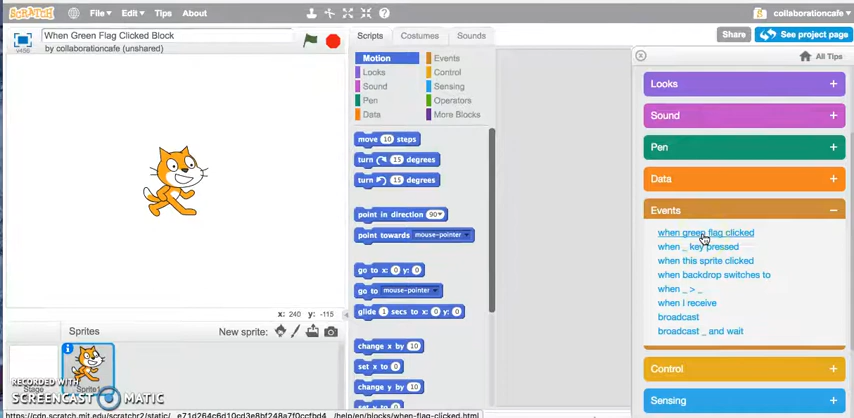 SCRATCH
File
Edit
Tips
About
collaborationcafe
When Green Flag Clicked Block
by collaborationcafe (unshared)
v456
Scripts
Costumes
Sounds
Share
See project page
All Tips
Motion
Looks
Sound
Pen
Data
Events
Control
Sensing
Operators
More Blocks
move 10 steps
turn 15 degrees
turn 15 degrees
point in direction 90
point towards mouse-pointer
go to x: 0 y: 0
go to mouse-pointer
glide 1 secs to x: 0 y: 0
change x by 10
set x to 0
change y by 10
Looks +
Sound +
Pen +
Data +
Events −
when green flag clicked
when _ key pressed
when this sprite clicked
when backdrop switches to
when _ > _
when I receive
broadcast
broadcast _ and wait
Control +
Sensing +
x: 240 y: -115
Sprites
New sprite:
Stage
Sprite1
RECORDED WITH
SCREENCAST MATIC